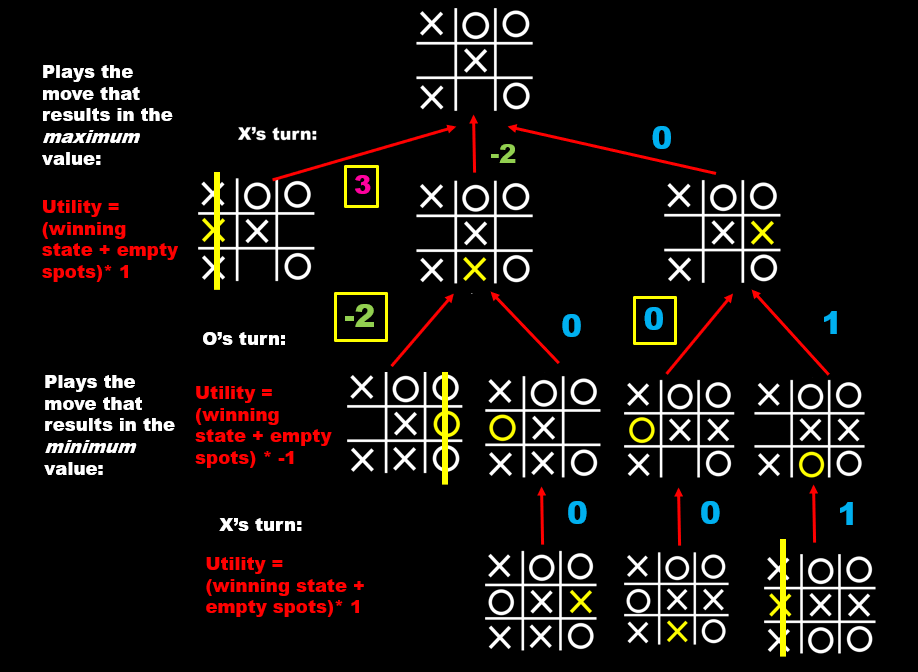 Plays the
move that
results in the
maximum
value:
X's turn:
-2
0
3
Utility =
(winning
state + empty
spots)* 1
-2
0
0
1
O's turn:
Plays the
move that
results in the
minimum
value:
Utility =
(winning
state + empty
spots) * -1
0
0
1
X's turn:
Utility =
(winning state +
empty spots)* 1